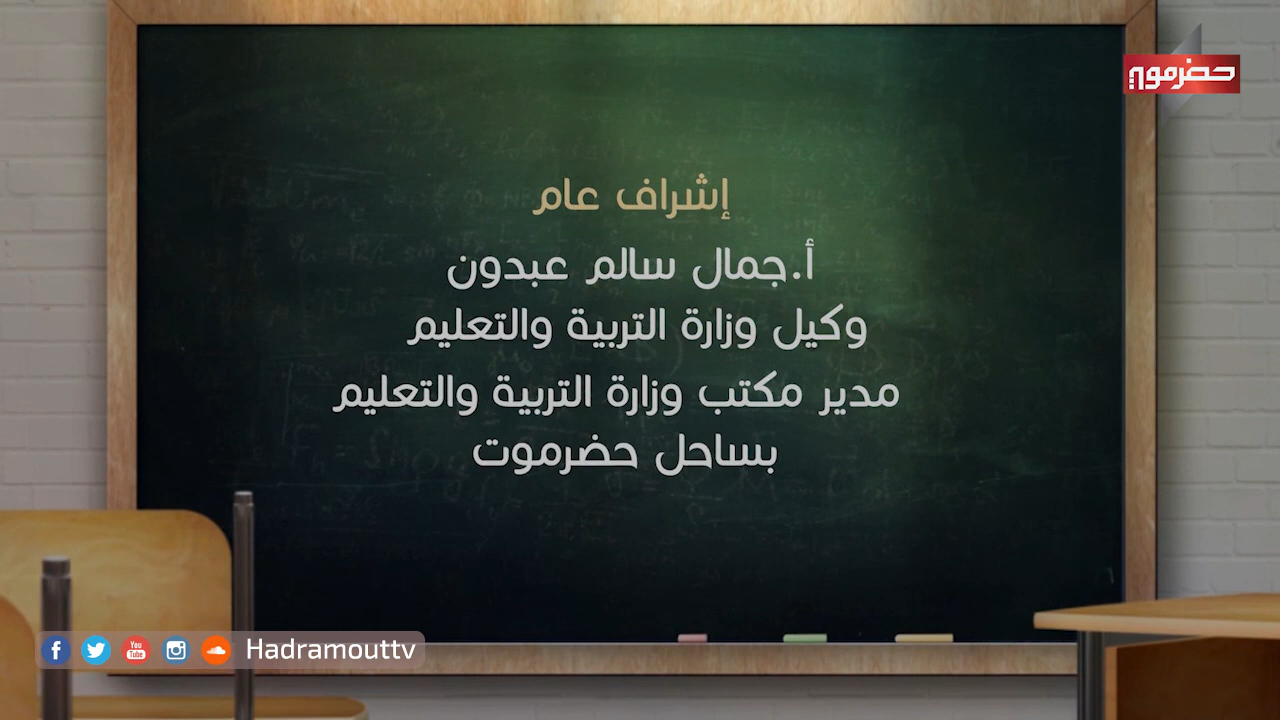 حضرموت
إشراف عام
أ.جمال سالم عبدون
وكيل وزارة التربية والتعليم
مدير مكتب وزارة التربية والتعليم
بساحل حضرموت
Hadramouttv